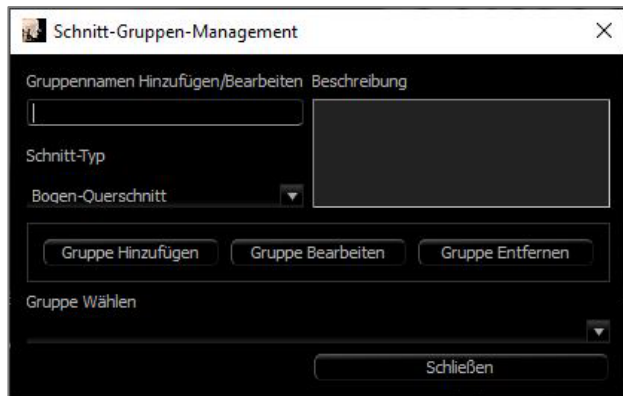 Schnitt-Gruppen-Management
Gruppennamen Hinzufügen/Bearbeiten Beschreibung
Schnitt-Typ
Bogen-Querschnitt
Gruppe Hinzufügen Gruppe Bearbeiten Gruppe Entfernen
Gruppe Wählen
Schließen